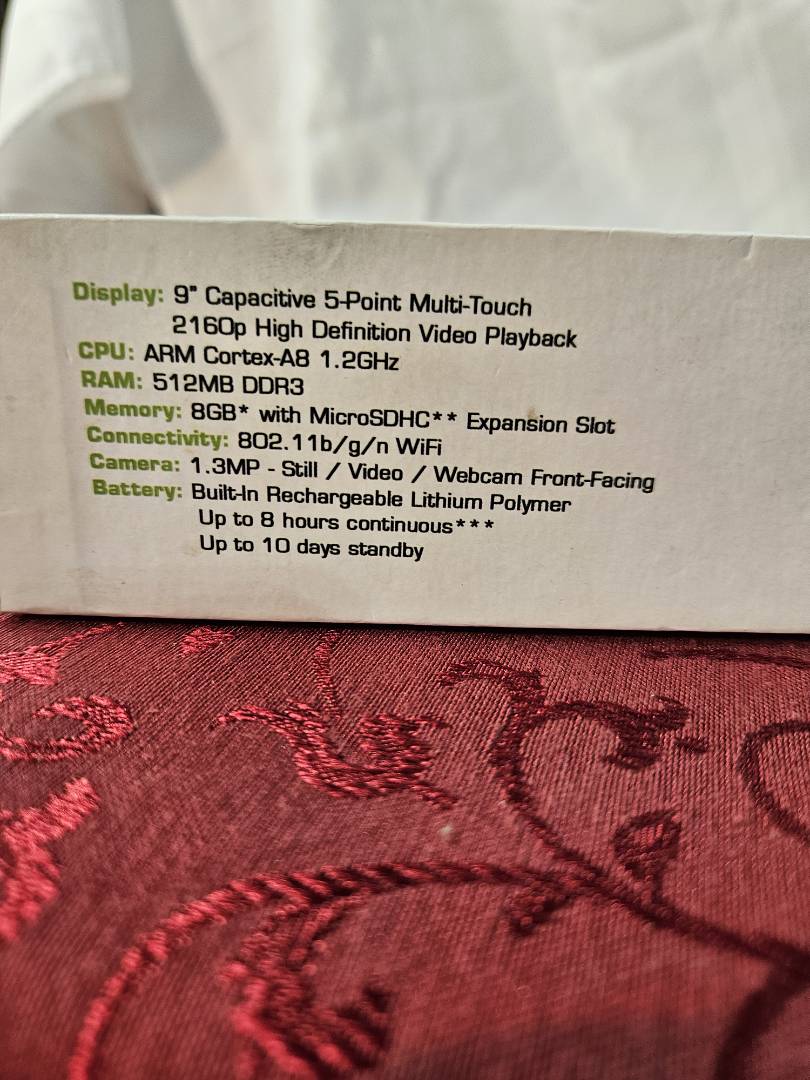 Display: 9" Capacitive 5-Point Multi-Touch
2160p High Definition Video Playback
CPU: ARM Cortex-A8 1.2GHz
RAM: 512MB DDR3
Memory: 8GB* with MicroSDHC** Expansion Slot
Connectivity: 802.11b/g/n WiFi
Camera: 1.3MP - Still / Video / Webcam Front-Facing
Battery: Built-In Rechargeable Lithium Polymer
Up to 8 hours continuous***
Up to 10 days standby